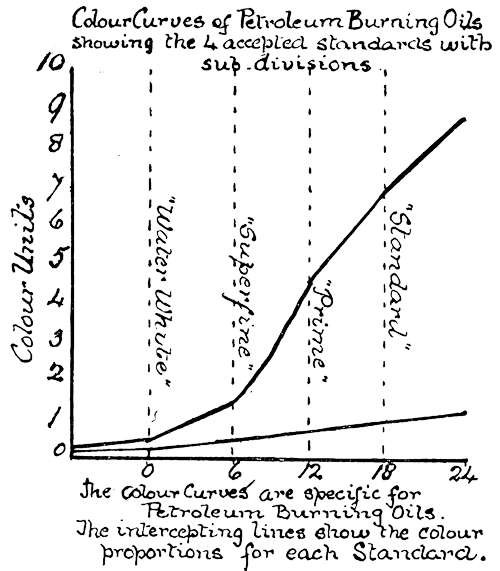 Colour Curves of Petroleum Burning Oils
showing the 4 accepted standards with
sub-divisions
10
9
8
7
6
5
4
3
2
1
0
Colour Units
"Water White"
"Superfine"
"Prime"
"Standard"
0 6 12 18 24
The colour Curves are specific for
Petroleum Burning Oils.
The intercepting lines show the colour
proportions for each Standard.